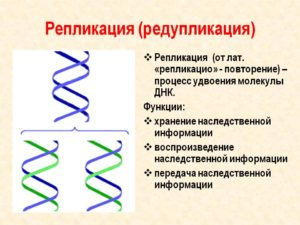 Репликация (редупликация)
Репликация (от лат.
«репликацио» - повторение) –
процесс удвоения молекулы
ДНК.
Функции:
хранение наследственной
информации
воспроизведение
наследственной информации
передача наследственной
информации